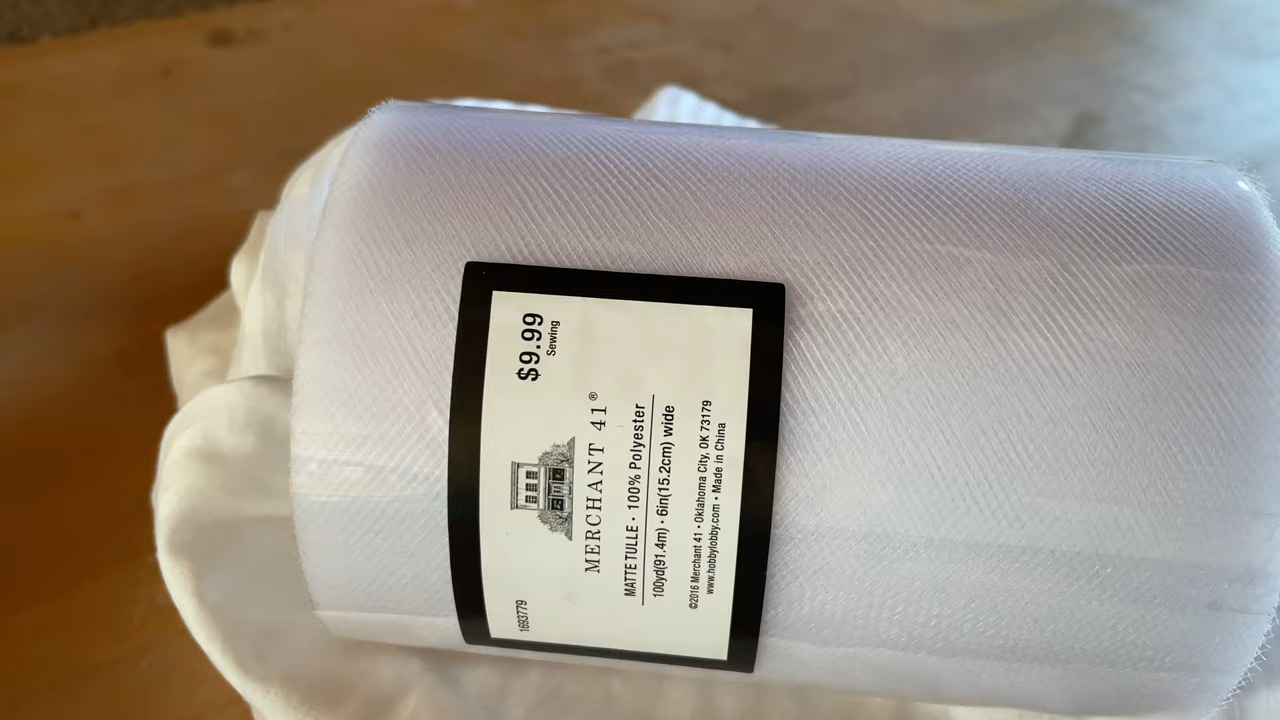 $9.99
Sewing
MERCHANT 41®
MATTE TULLE • 100% Polyester
100yd(91.4m) • 6in(15.2cm) wide
©2016 Merchant 41 • Oklahoma City, OK 73179
www.hobbylobby.com • Made in China
1693779